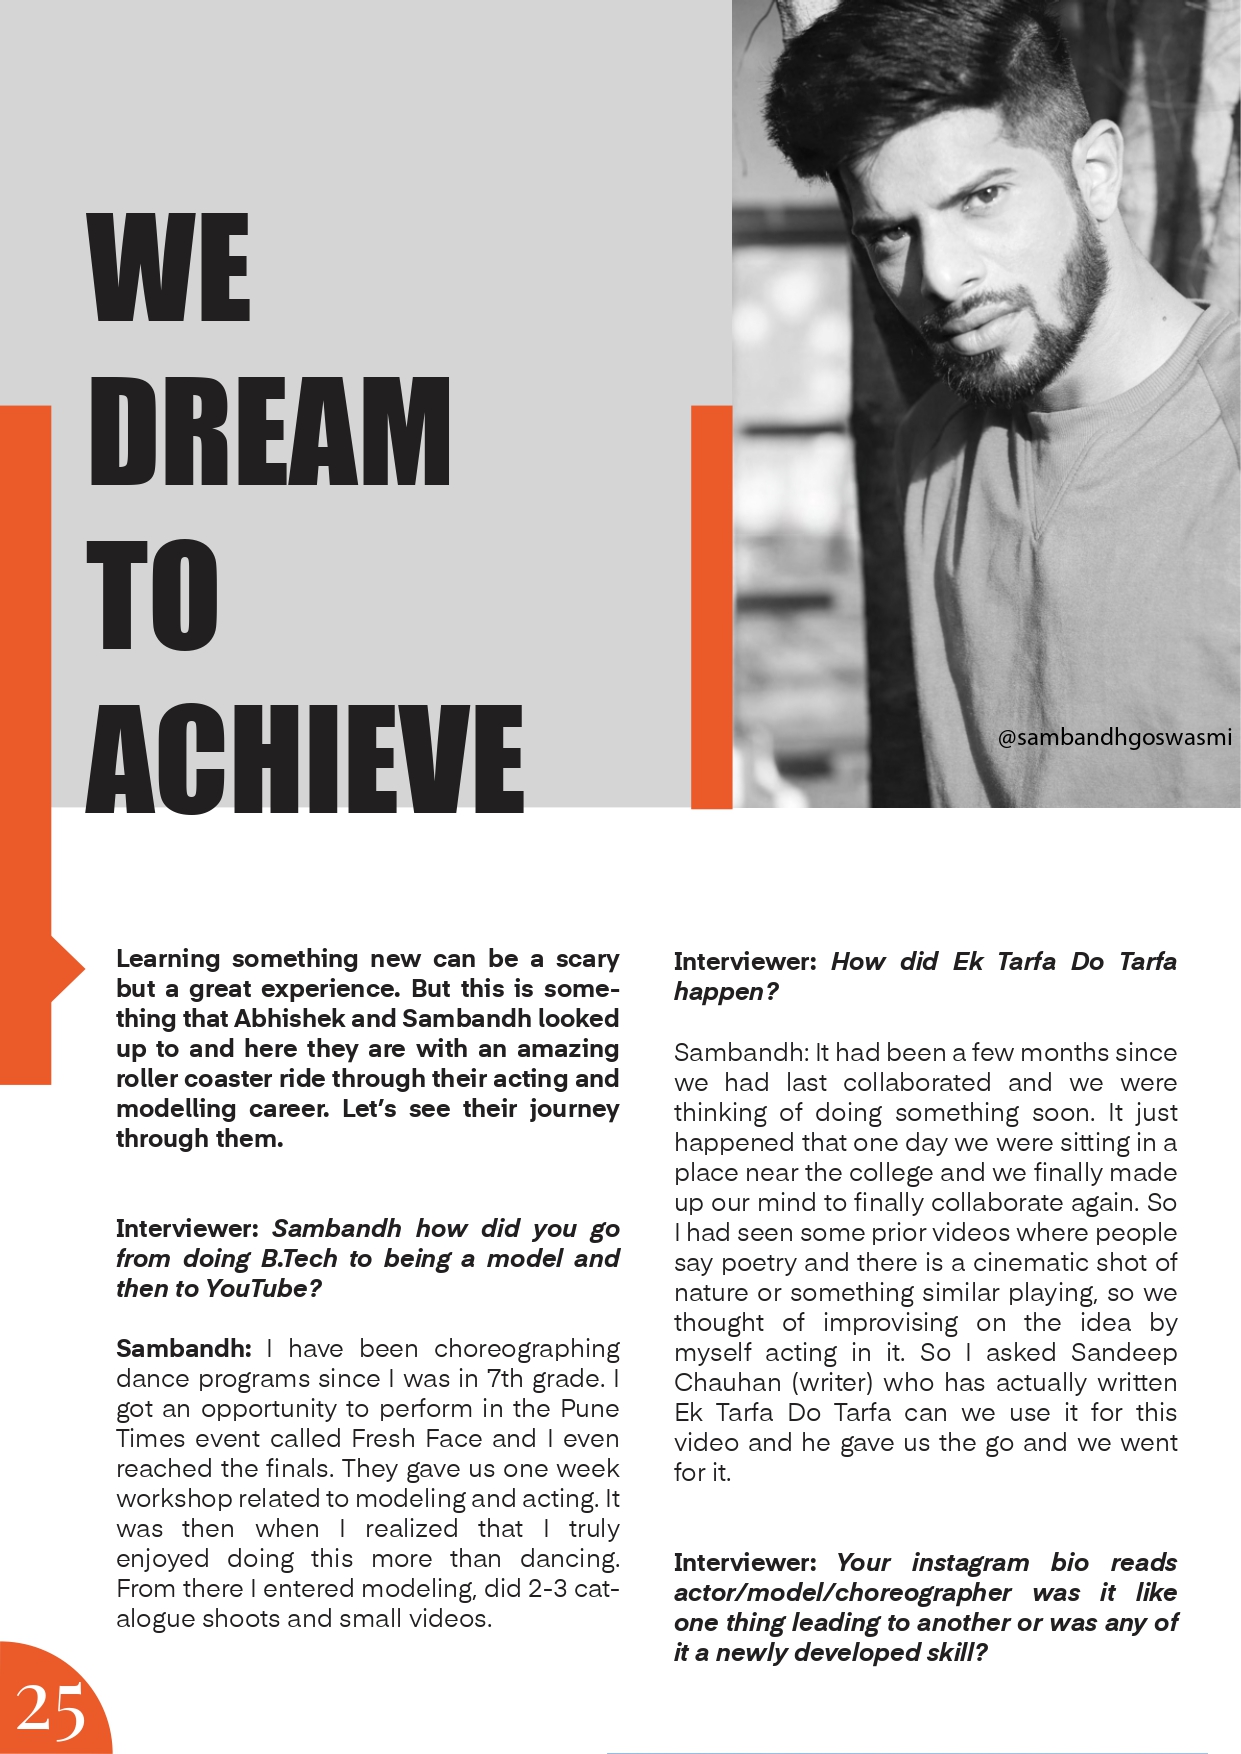 WE
DREAM
TO
ACHIEVE
@sambandhgoswasmi
Learning something new can be a scary
but a great experience. But this is some-
thing that Abhishek and Sambandh looked
up to and here they are with an amazing
roller coaster ride through their acting and
modelling career. Let’s see their journey
through them.
Interviewer: Sambandh how did you go
from doing B.Tech to being a model and
then to YouTube?
Sambandh: I have been choreographing
dance programs since I was in 7th grade. I
got an opportunity to perform in the Pune
Times event called Fresh Face and I even
reached the finals. They gave us one week
workshop related to modeling and acting. It
was then when I realized that I truly
enjoyed doing this more than dancing.
From there I entered modeling, did 2-3 cat-
alogue shoots and small videos.
Interviewer: How did Ek Tarfa Do Tarfa
happen?
Sambandh: It had been a few months since
we had last collaborated and we were
thinking of doing something soon. It just
happened that one day we were sitting in a
place near the college and we finally made
up our mind to finally collaborate again. So
I had seen some prior videos where people
say poetry and there is a cinematic shot of
nature or something similar playing, so we
thought of improvising on the idea by
myself acting in it. So I asked Sandeep
Chauhan (writer) who has actually written
Ek Tarfa Do Tarfa can we use it for this
video and he gave us the go and we went
for it.
Interviewer: Your instagram bio reads
actor/model/choreographer was it like
one thing leading to another or was any of
it a newly developed skill?
25